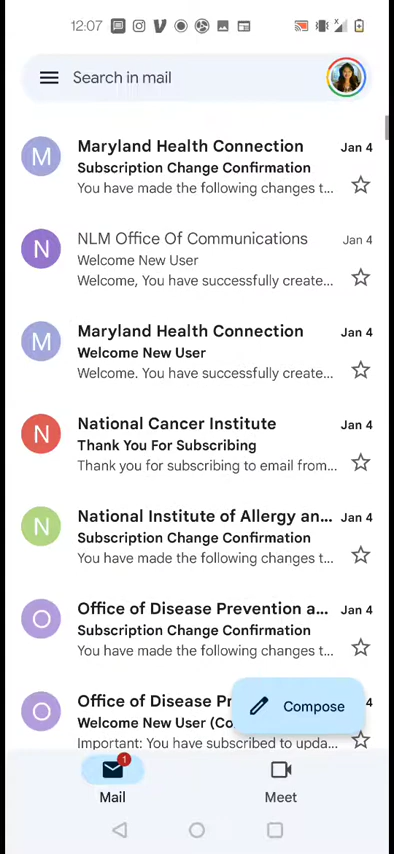 12:07
Search in mail
M
Maryland Health Connection
Jan 4
Subscription Change Confirmation
You have made the following changes t...
N
NLM Office Of Communications
Jan 4
Welcome New User
Welcome, You have successfully create...
M
Maryland Health Connection
Jan 4
Welcome New User
Welcome. You have successfully create...
N
National Cancer Institute
Jan 4
Thank You For Subscribing
Thank you for subscribing to email from...
N
National Institute of Allergy an...
Jan 4
Subscription Change Confirmation
You have made the following changes t...
O
Office of Disease Prevention a...
Jan 4
Subscription Change Confirmation
You have made the following changes t...
O
Office of Disease Pr
4
Welcome New User (Co
Important: You have subscribed to upda...
Compose
1
Mail
Meet